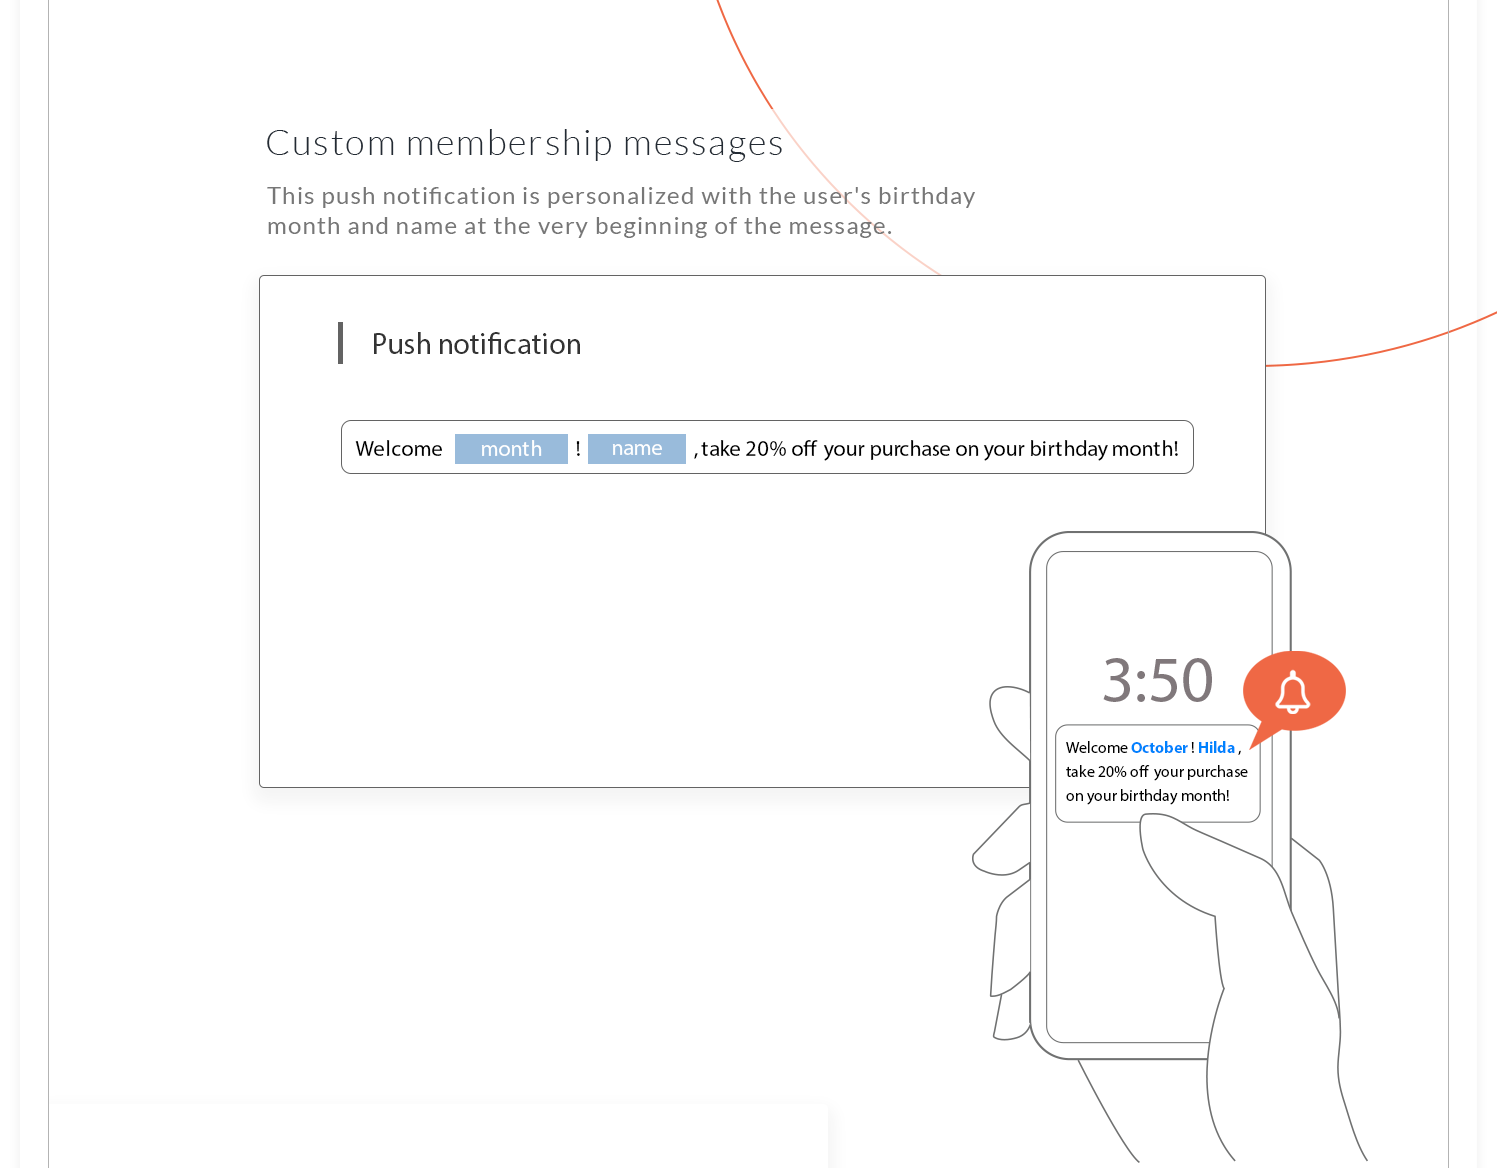 Custom membership messages
This push notification is personalized with the user's birthday
month and name at the very beginning of the message.
Push notification
Welcome month ! name , take 20% off your purchase on your birthday month!
3:50
Welcome October ! Hilda ,
take 20% off your purchase
on your birthday month!